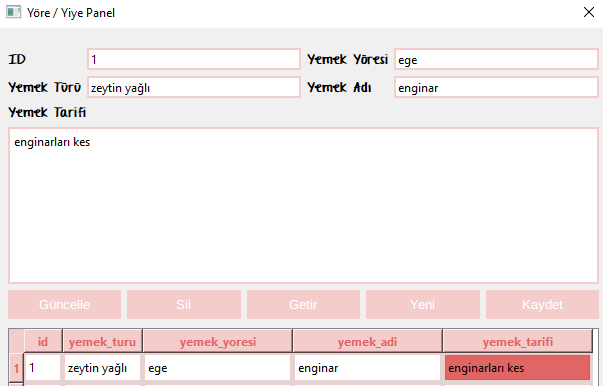 Yöre / Yiye Panel
ID 1 Yemek Yöresi ege
Yemek Türü zeytin yağlı Yemek Adı enginar
Yemek Tarifi
enginarları kes
Güncelle Sil Getir Yeni Kaydet
id yemek_turu yemek_yoresi yemek_adi yemek_tarifi
1 1 zeytin yağlı ege enginar enginarları kes